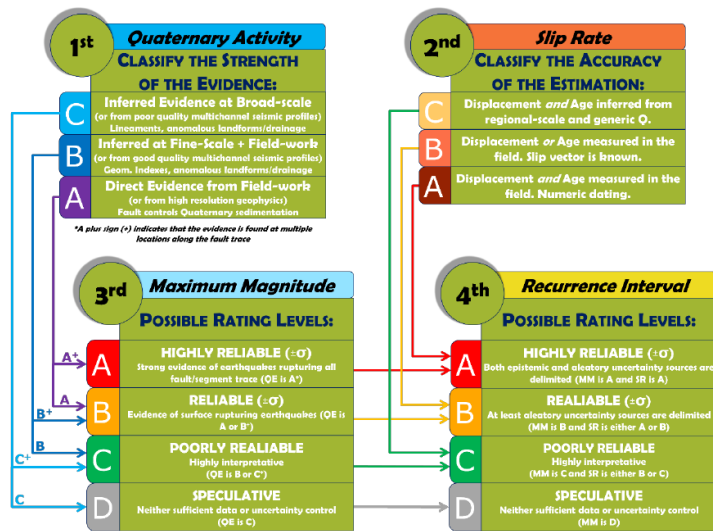 1st
Quaternary Activity
CLASSIFY THE STRENGTH
OF THE EVIDENCE:
C
Inferred Evidence at Broad-scale
(or from poor quality multichannel seismic profiles)
Lineaments, anomalous landforms/drainage
B
Inferred at Fine-Scale + Field-work
(or from good quality multichannel seismic profiles)
Geom. Indexes, anomalous landforms/drainage
A
Direct Evidence from Field-work
(or from high resolution geophysics)
Fault controls Quaternary sedimentation
*A plus sign (+) indicates that the evidence is found at multiple
locations along the fault trace
2nd
Slip Rate
CLASSIFY THE ACCURACY
OF THE ESTIMATION:
C
Displacement and Age inferred from
regional-scale and generic Q.
B
Displacement or Age measured in
the field. Slip vector is known.
A
Displacement and Age measured in
the field. Numeric dating.
3rd
Maximum Magnitude
POSSIBLE RATING LEVELS:
A+
A
HIGHLY RELIABLE (±σ)
Strong evidence of earthquakes rupturing all
fault/segment trace (QE is A+)
A
B+
B
RELIABLE (±σ)
Evidence of surface rupturing earthquakes (QE is
A or B+)
B
C+
C
POORLY REALIABLE
Highly interpretative
(QE is B or C+)
C
D
SPECULATIVE
Neither sufficient data or uncertainty control
(QE is C)
4th
Recurrence Interval
POSSIBLE RATING LEVELS:
A
HIGHLY RELIABLE (±σ)
Both epistemic and aleatory uncertainty sources are
delimited (MM is A and SR is A)
B
REALIABLE (±σ)
At least aleatory uncertainty sources are delimited
(MM is B and SR is either A or B)
C
POORLY RELIABLE
Highly interpretative
(MM is C and SR is either B or C)
D
SPECULATIVE
Neither sufficient data or uncertainty control
(MM is D)